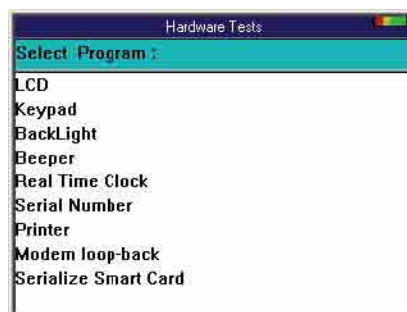 Hardware Tests
Select Program :
LCD
Keypad
BackLight
Beeper
Real Time Clock
Serial Number
Printer
Modem loop-back
Serialize Smart Card